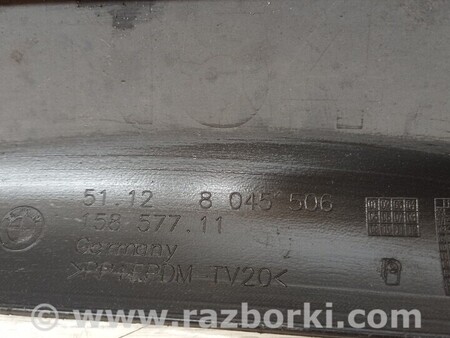 51.12 8 045 506
158 577.11
Germany
>PP+EPDM-TV20<
www.razborki.com